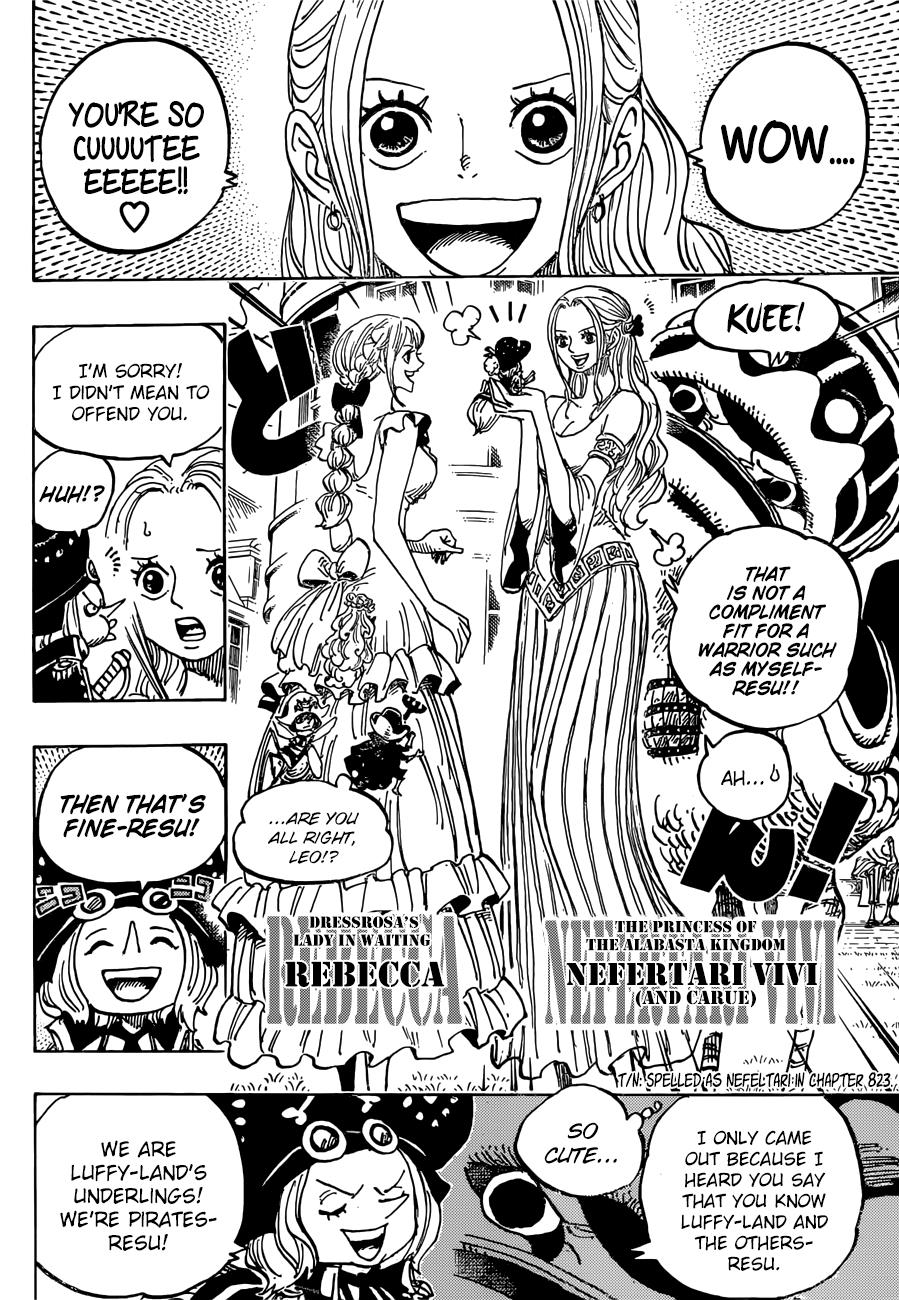 WOW....
YOU'RE SO
CUUUUTEE
EEEEE!!
♡
KUEE!
THAT
IS NOT A
COMPLIMENT
FIT FOR A
WARRIOR SUCH
AS MYSELF-
RESU!!
AH...
...ARE YOU
ALL RIGHT,
LEO!?
DRESSROSA'S
LADY IN WAITING
REBECCA
THE PRINCESS OF
THE ALABASTA KINGDOM
NEFERTARI VIVI
(AND CARUE)
T/N: SPELLED AS NEFELTARI IN CHAPTER 823.
I'M SORRY!
I DIDN'T MEAN TO
OFFEND YOU.
HUH!?
THEN THAT'S
FINE-RESU!
I ONLY CAME
OUT BECAUSE I
HEARD YOU SAY
THAT YOU KNOW
LUFFY-LAND AND
THE OTHERS-
RESU.
SO
CUTE...
WE ARE
LUFFY-LAND'S
UNDERLINGS!
WE'RE PIRATES-
RESU!